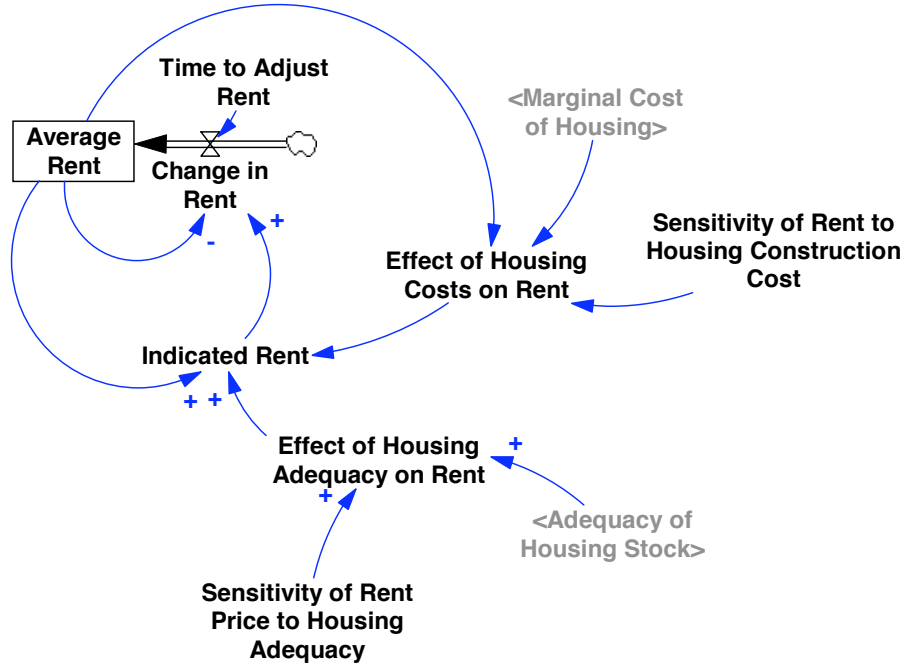 Time to Adjust
Rent
<Marginal Cost
of Housing>
Average
Rent
Change in
Rent
+
-
Sensitivity of Rent to
Housing Construction
Cost
Effect of Housing
Costs on Rent
Indicated Rent
+ +
Effect of Housing
Adequacy on Rent
+
+
<Adequacy of
Housing Stock>
Sensitivity of Rent
Price to Housing
Adequacy